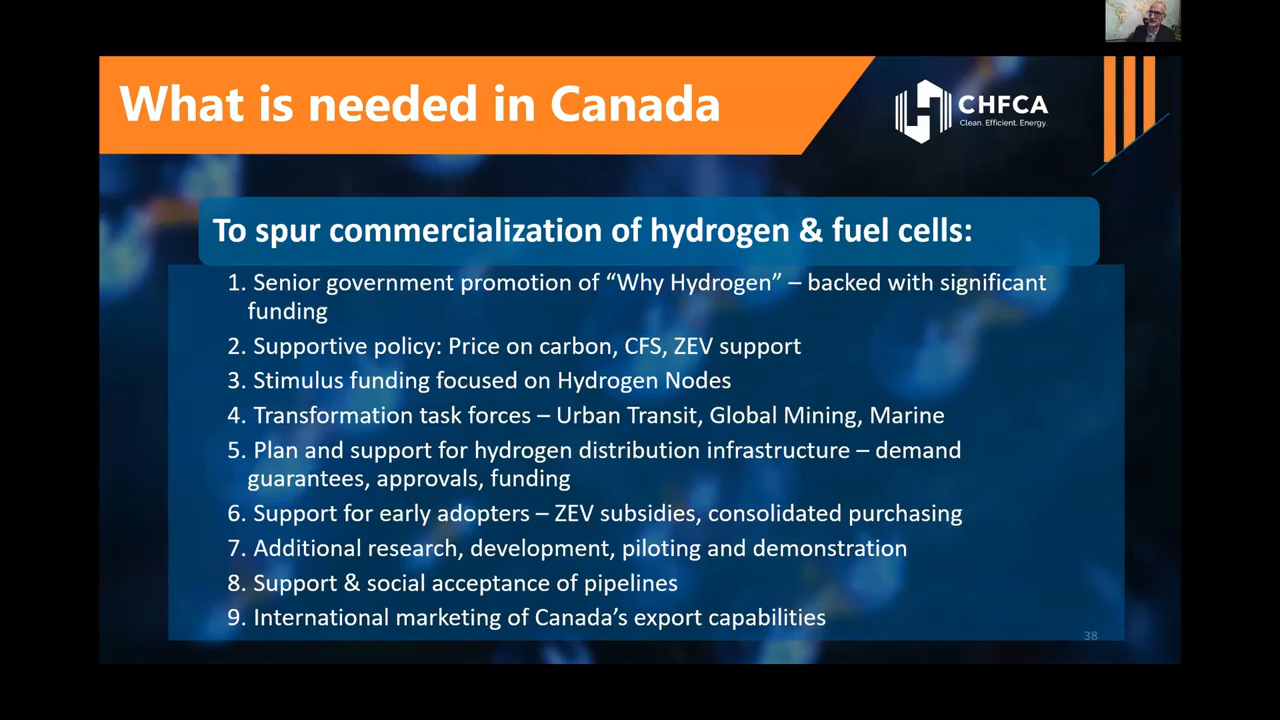 What is needed in Canada
CHFCA
Clean. Efficient. Energy.
To spur commercialization of hydrogen & fuel cells:
1. Senior government promotion of “Why Hydrogen” – backed with significant
funding
2. Supportive policy: Price on carbon, CFS, ZEV support
3. Stimulus funding focused on Hydrogen Nodes
4. Transformation task forces – Urban Transit, Global Mining, Marine
5. Plan and support for hydrogen distribution infrastructure – demand
guarantees, approvals, funding
6. Support for early adopters – ZEV subsidies, consolidated purchasing
7. Additional research, development, piloting and demonstration
8. Support & social acceptance of pipelines
9. International marketing of Canada’s export capabilities
38